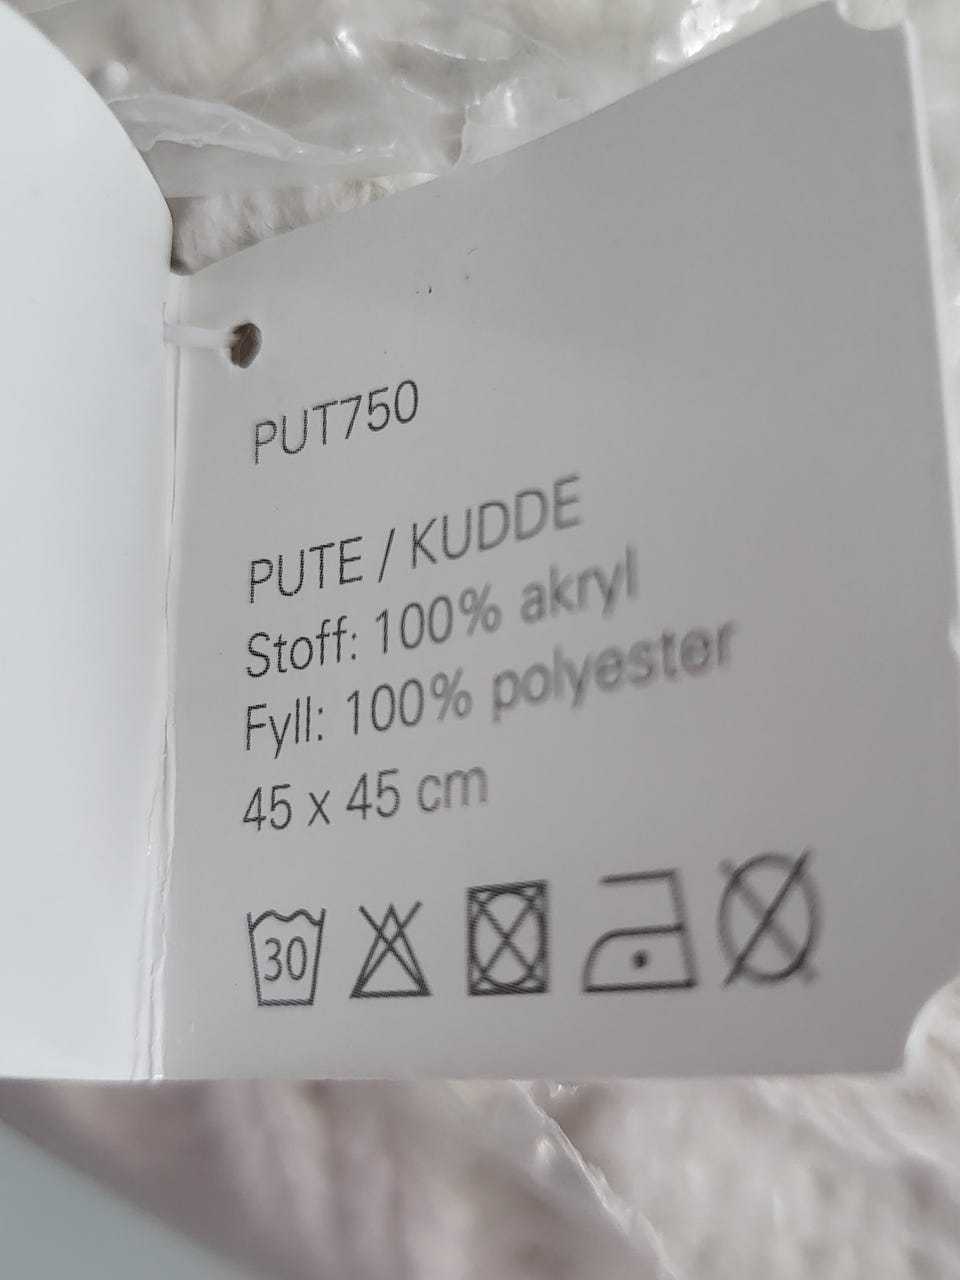 PUT750
PUTE / KUDDE
Stoff: 100% akryl
Fyll: 100% polyester
45 x 45 cm
30